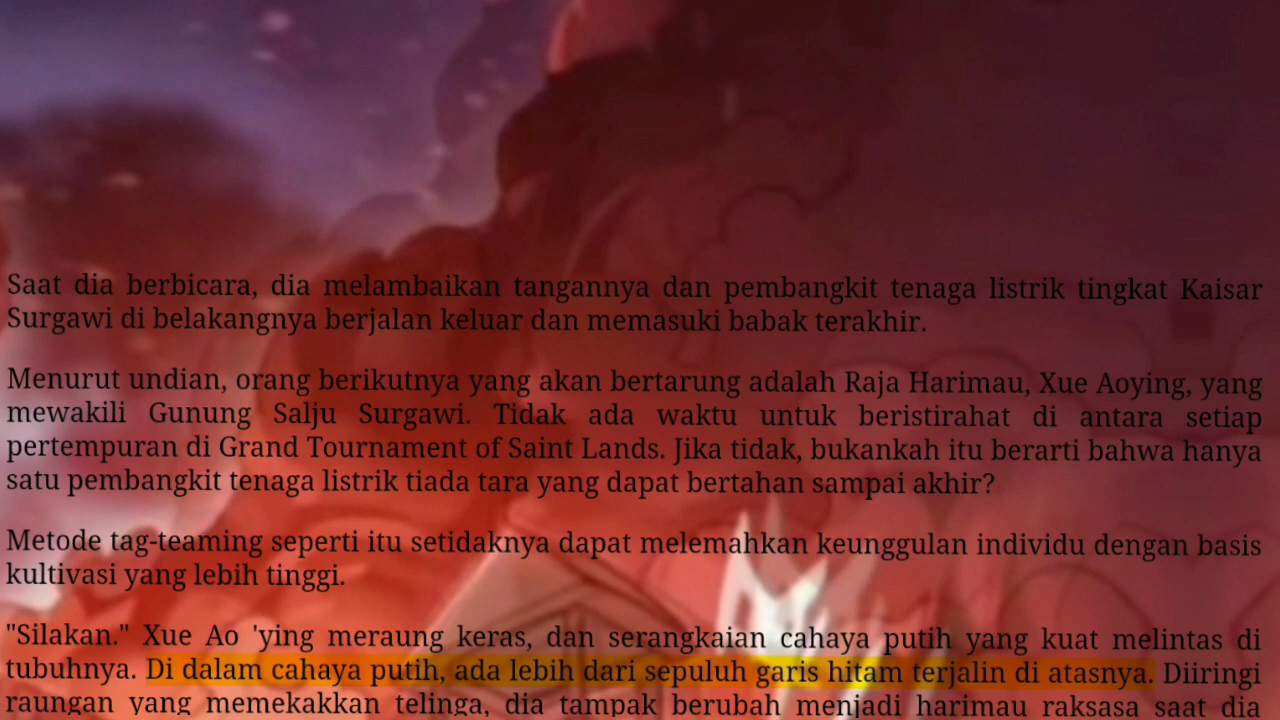 Saat dia berbicara, dia melambaikan tangannya dan pembangkit tenaga listrik tingkat Kaisar
Surgawi di belakangnya berjalan keluar dan memasuki babak terakhir.
Menurut undian, orang berikutnya yang akan bertarung adalah Raja Harimau, Xue Aoying, yang
mewakili Gunung Salju Surgawi. Tidak ada waktu untuk beristirahat di antara setiap
pertempuran di Grand Tournament of Saint Lands. Jika tidak, bukankah itu berarti bahwa hanya
satu pembangkit tenaga listrik tiada tara yang dapat bertahan sampai akhir?
Metode tag-teaming seperti itu setidaknya dapat melemahkan keunggulan individu dengan basis
kultivasi yang lebih tinggi.
"Silakan." Xue Ao 'ying meraung keras, dan serangkaian cahaya putih yang kuat melintas di
tubuhnya. Di dalam cahaya putih, ada lebih dari sepuluh garis hitam terjalin di atasnya. Diiringi
raungan yang memekakkan telinga, dia tampak berubah menjadi harimau raksasa saat dia